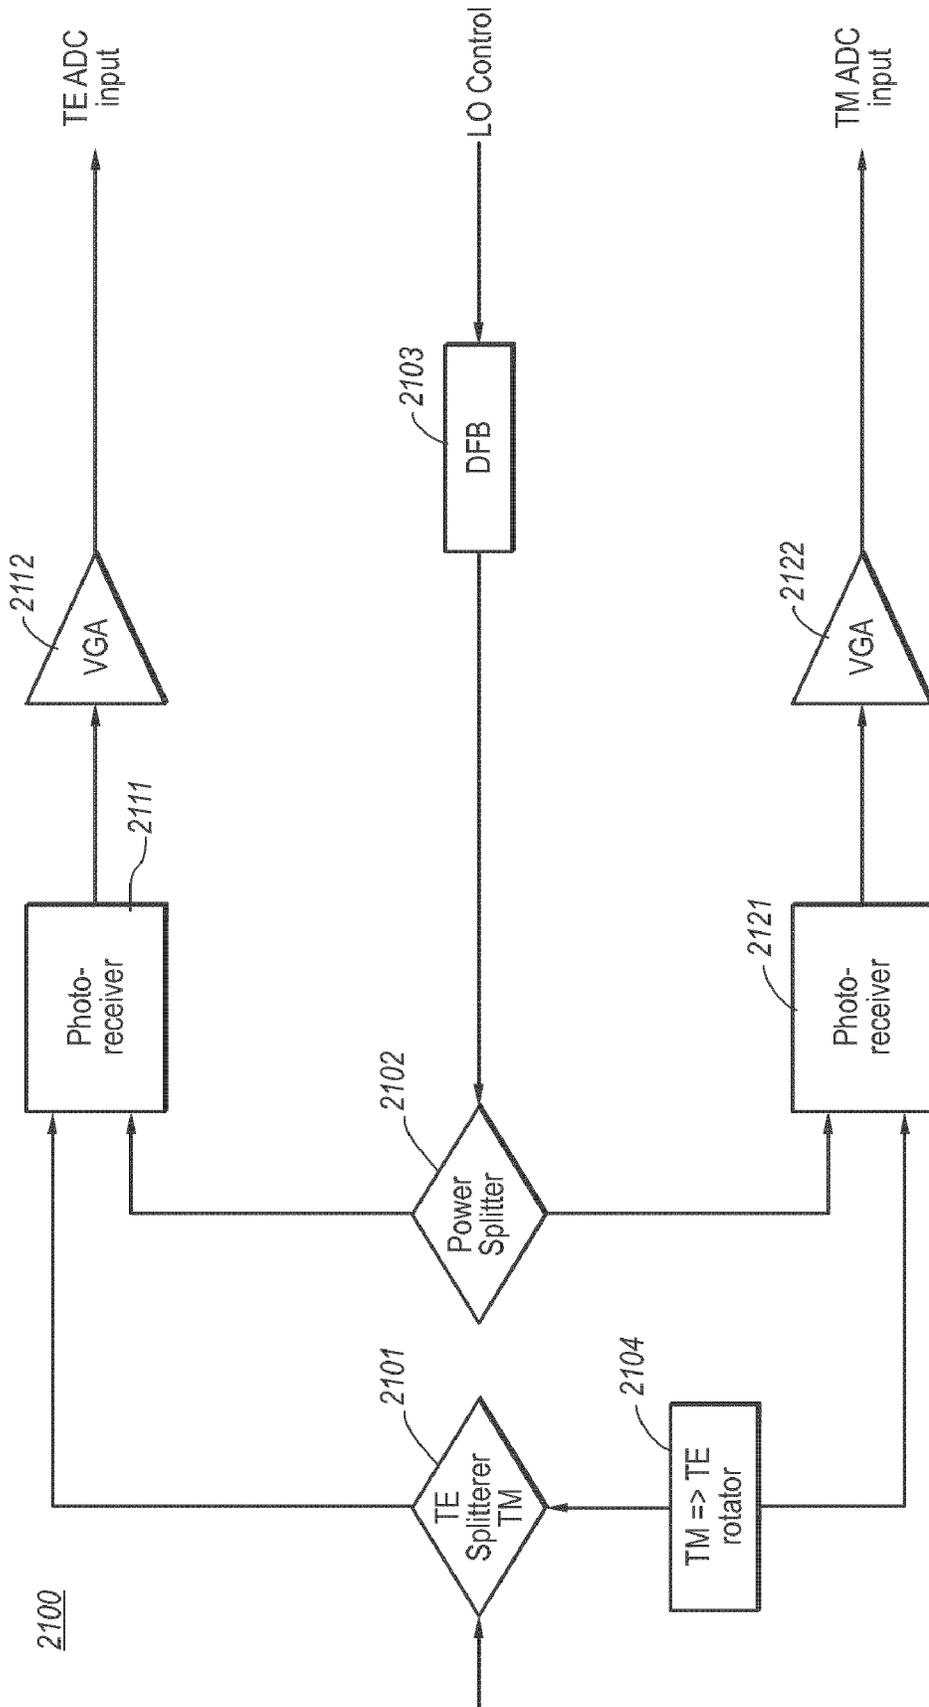 2100
TE ADC
input
2112
VGA
2111
Photo-
receiver
LO Control
2103
DFB
2102
Power
Splitter
2101
TE
Splitterer
TM
2104
TM => TE
rotator
TM ADC
input
2122
VGA
2121
Photo-
receiver